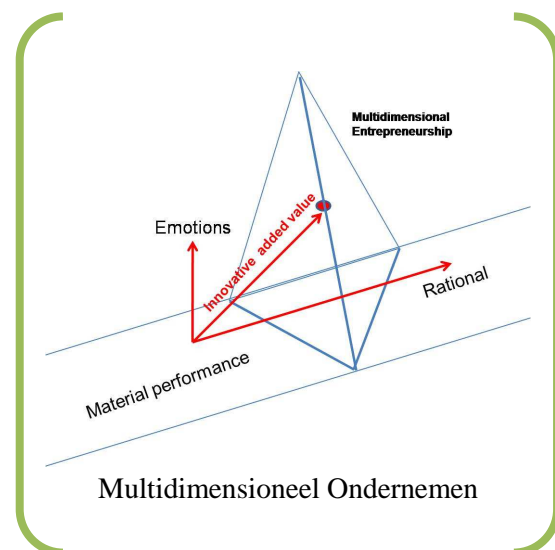 Multidimensional
Entrepreneurship
Emotions
Innovative added value
Rational
Material performance
Multidimensioneel Ondernemen